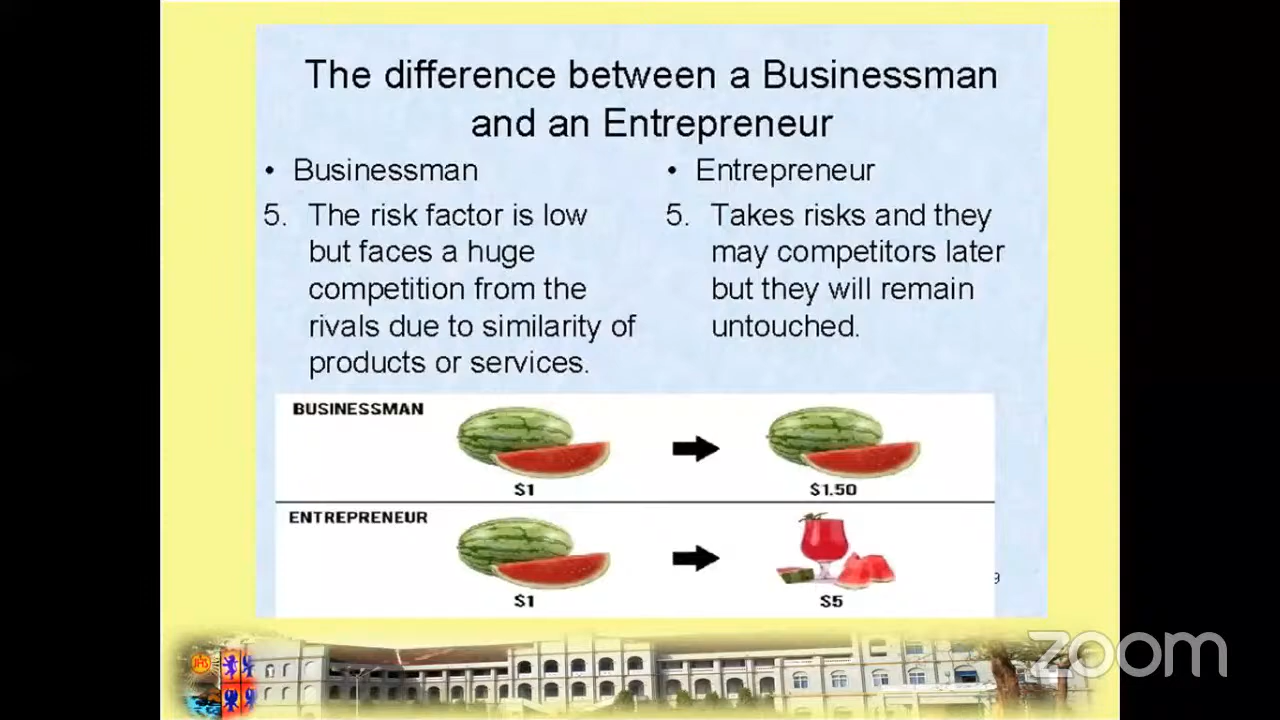 The difference between a Businessman
and an Entrepreneur
• Businessman
5. The risk factor is low
but faces a huge
competition from the
rivals due to similarity of
products or services.
• Entrepreneur
5. Takes risks and they
may competitors later
but they will remain
untouched.
BUSINESSMAN
$1
$1.50
ENTREPRENEUR
$1
$5
9
JHS
zoom